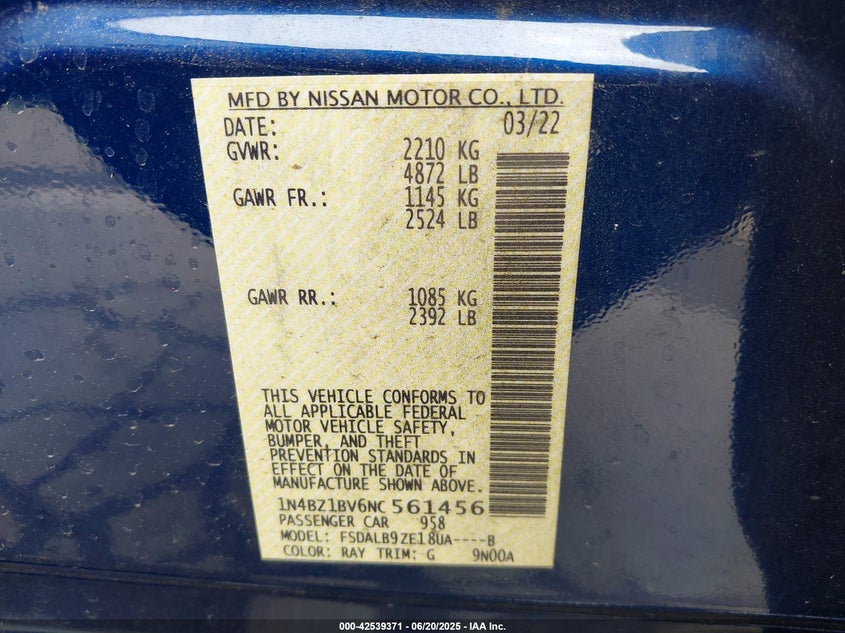 MFD BY NISSAN MOTOR CO., LTD.
DATE: 03/22
GVWR: 2210 KG
4872 LB
GAWR FR.: 1145 KG
2524 LB
GAWR RR.: 1085 KG
2392 LB
THIS VEHICLE CONFORMS TO
ALL APPLICABLE FEDERAL
MOTOR VEHICLE SAFETY,
BUMPER, AND THEFT
PREVENTION STANDARDS IN
EFFECT ON THE DATE OF
MANUFACTURE SHOWN ABOVE.
1N4BZ1BV6NC561456
PASSENGER CAR 958
MODEL: FSDALB9ZE18UA----B
COLOR: RAY TRIM: G 9N00A
000-42539371 - 06/20/2025 - IAA Inc.